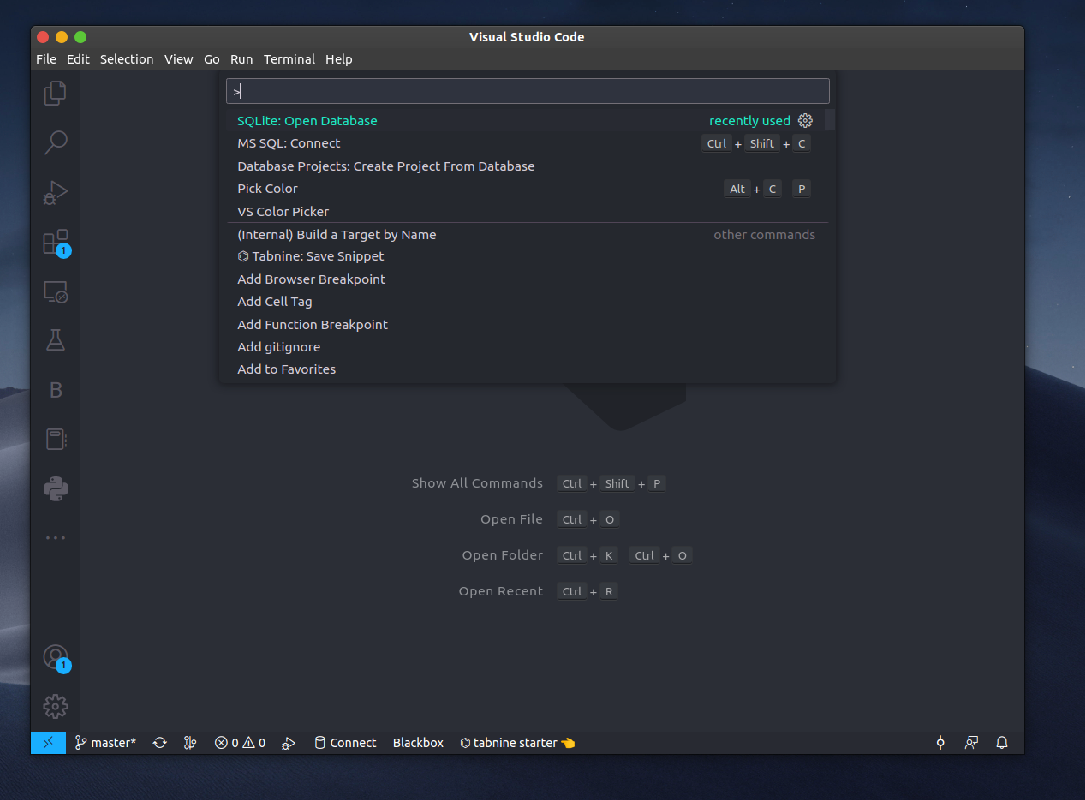 Visual Studio Code
File Edit Selection View Go Run Terminal Help
>
SQLite: Open Database recently used
MS SQL: Connect Ctrl + Shift + C
Database Projects: Create Project From Database
Pick Color Alt + C P
VS Color Picker
(Internal) Build a Target by Name other commands
Tabnine: Save Snippet
Add Browser Breakpoint
Add Cell Tag
Add Function Breakpoint
Add gitignore
Add to Favorites
1
B
Show All Commands Ctrl + Shift + P
Open File Ctrl + O
Open Folder Ctrl + K Ctrl + O
Open Recent Ctrl + R
1
master* 0 0 Connect Blackbox tabnine starter 👈